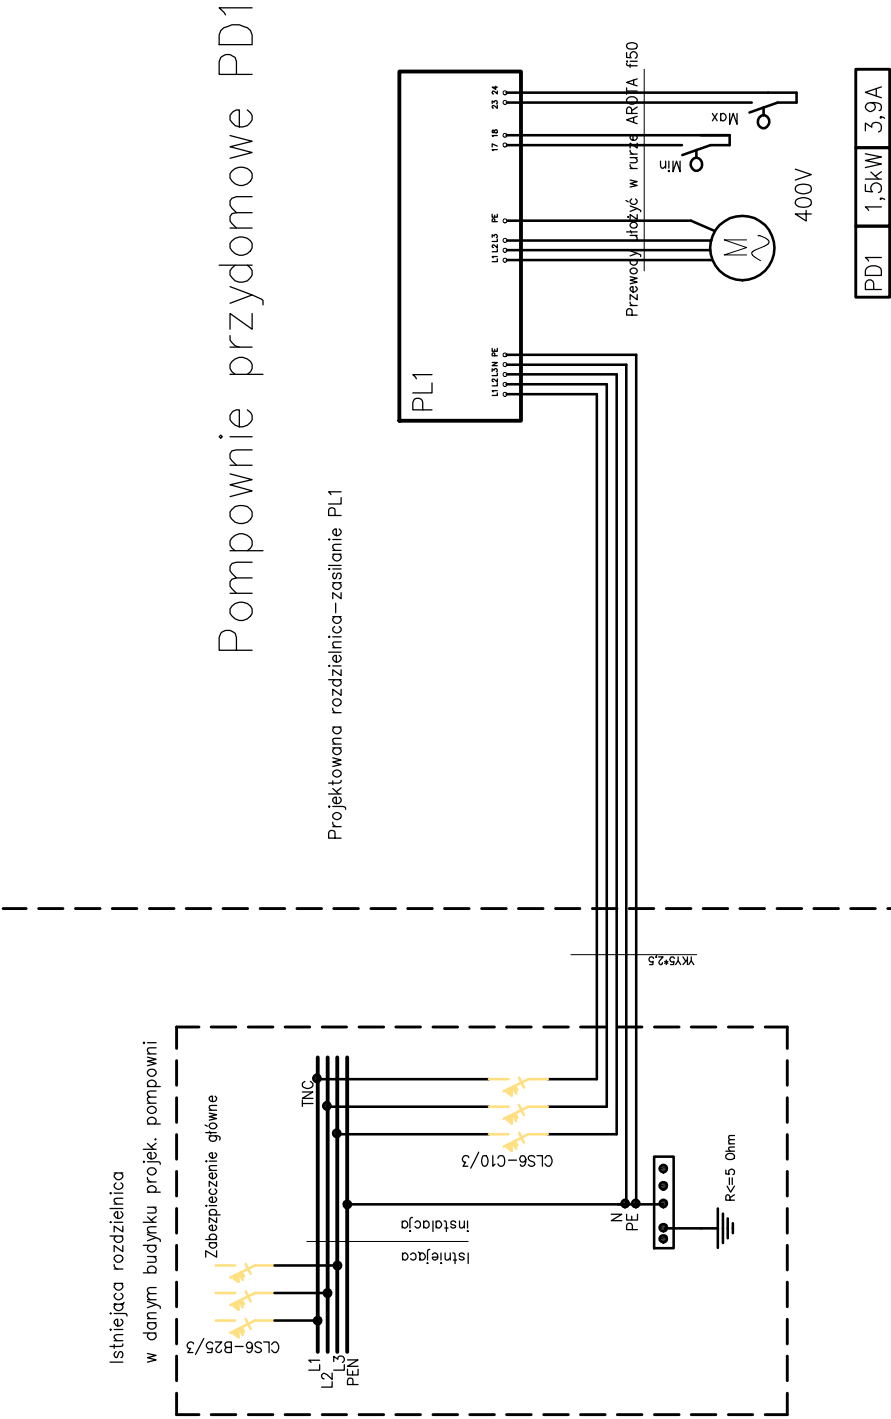 Pompownie przydomowe PD1
Projektowana rozdzielnica-zasilanie PL1
PL1
L1 L2 L3 N PE
L1 L2 L3 PE
17 18
23 24
Min
Max
Przewody ułożyć w rurze AROTA fi50
M
400V
PD1 1,5kW 3,9A
YKY5*2,5
Istniejąca rozdzielnica
w danym budynku projek. pompowni
Zabezpieczenie główne
CLS6-B25/3
L1
L2
L3
PEN
TNC
Istniejąca
instalacja
CLS6-C10/3
N
PE
R<=5 Ohm